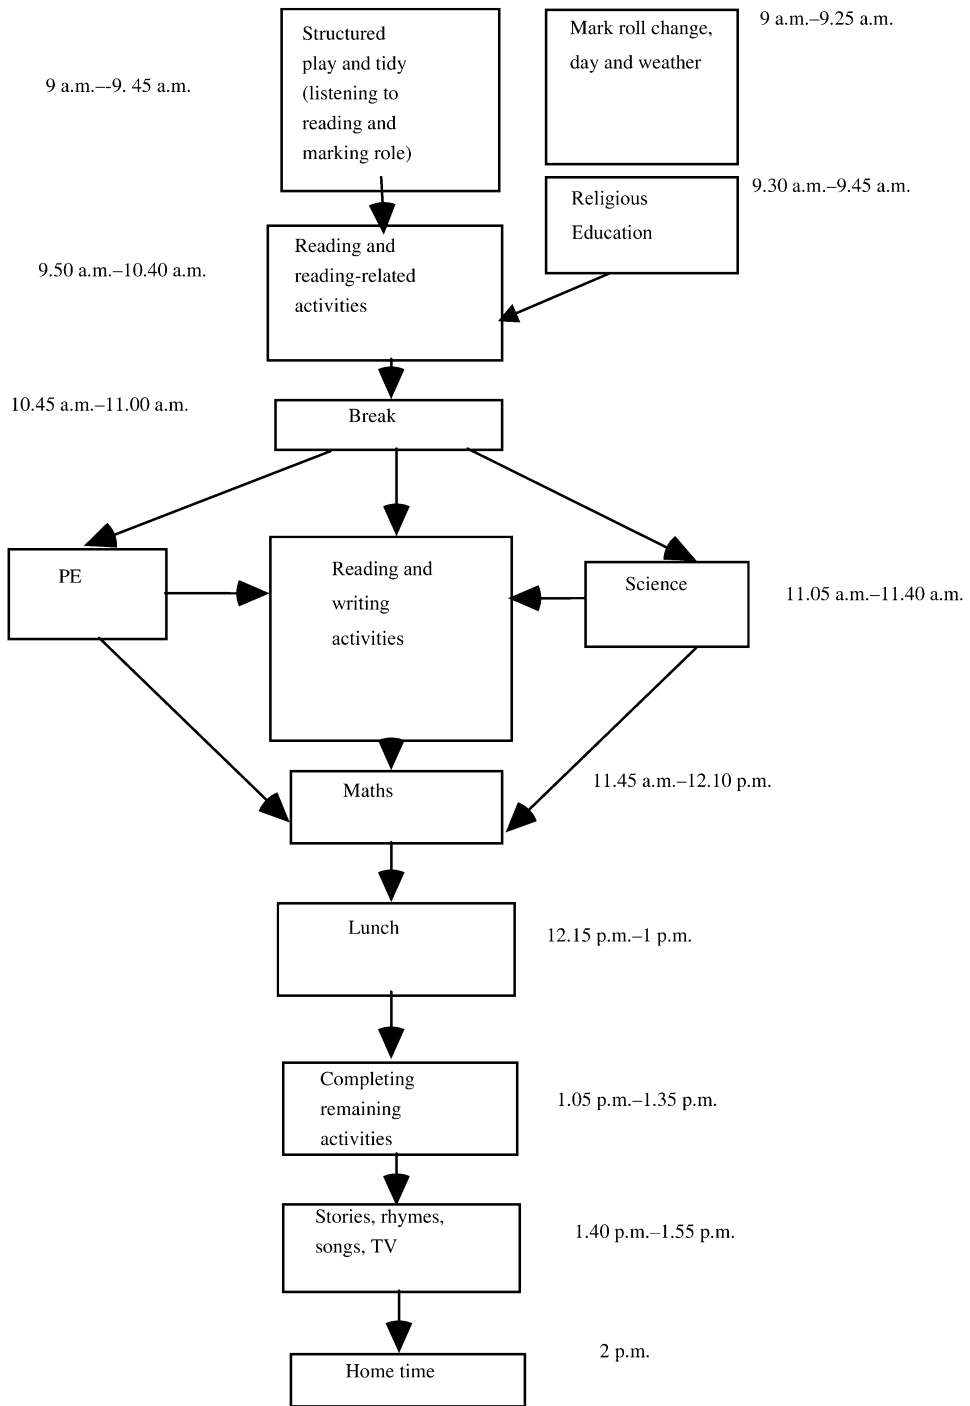 9 a.m.–-9. 45 a.m.
Structured
play and tidy
(listening to
reading and
marking role)
Mark roll change,
day and weather
9 a.m.–9.25 a.m.
Religious
Education
9.30 a.m.–9.45 a.m.
9.50 a.m.–10.40 a.m.
Reading and
reading-related
activities
10.45 a.m.–11.00 a.m.
Break
PE
Reading and
writing
activities
Science
11.05 a.m.–11.40 a.m.
Maths
11.45 a.m.–12.10 p.m.
Lunch
12.15 p.m.–1 p.m.
Completing
remaining
activities
1.05 p.m.–1.35 p.m.
Stories, rhymes,
songs, TV
1.40 p.m.–1.55 p.m.
Home time
2 p.m.